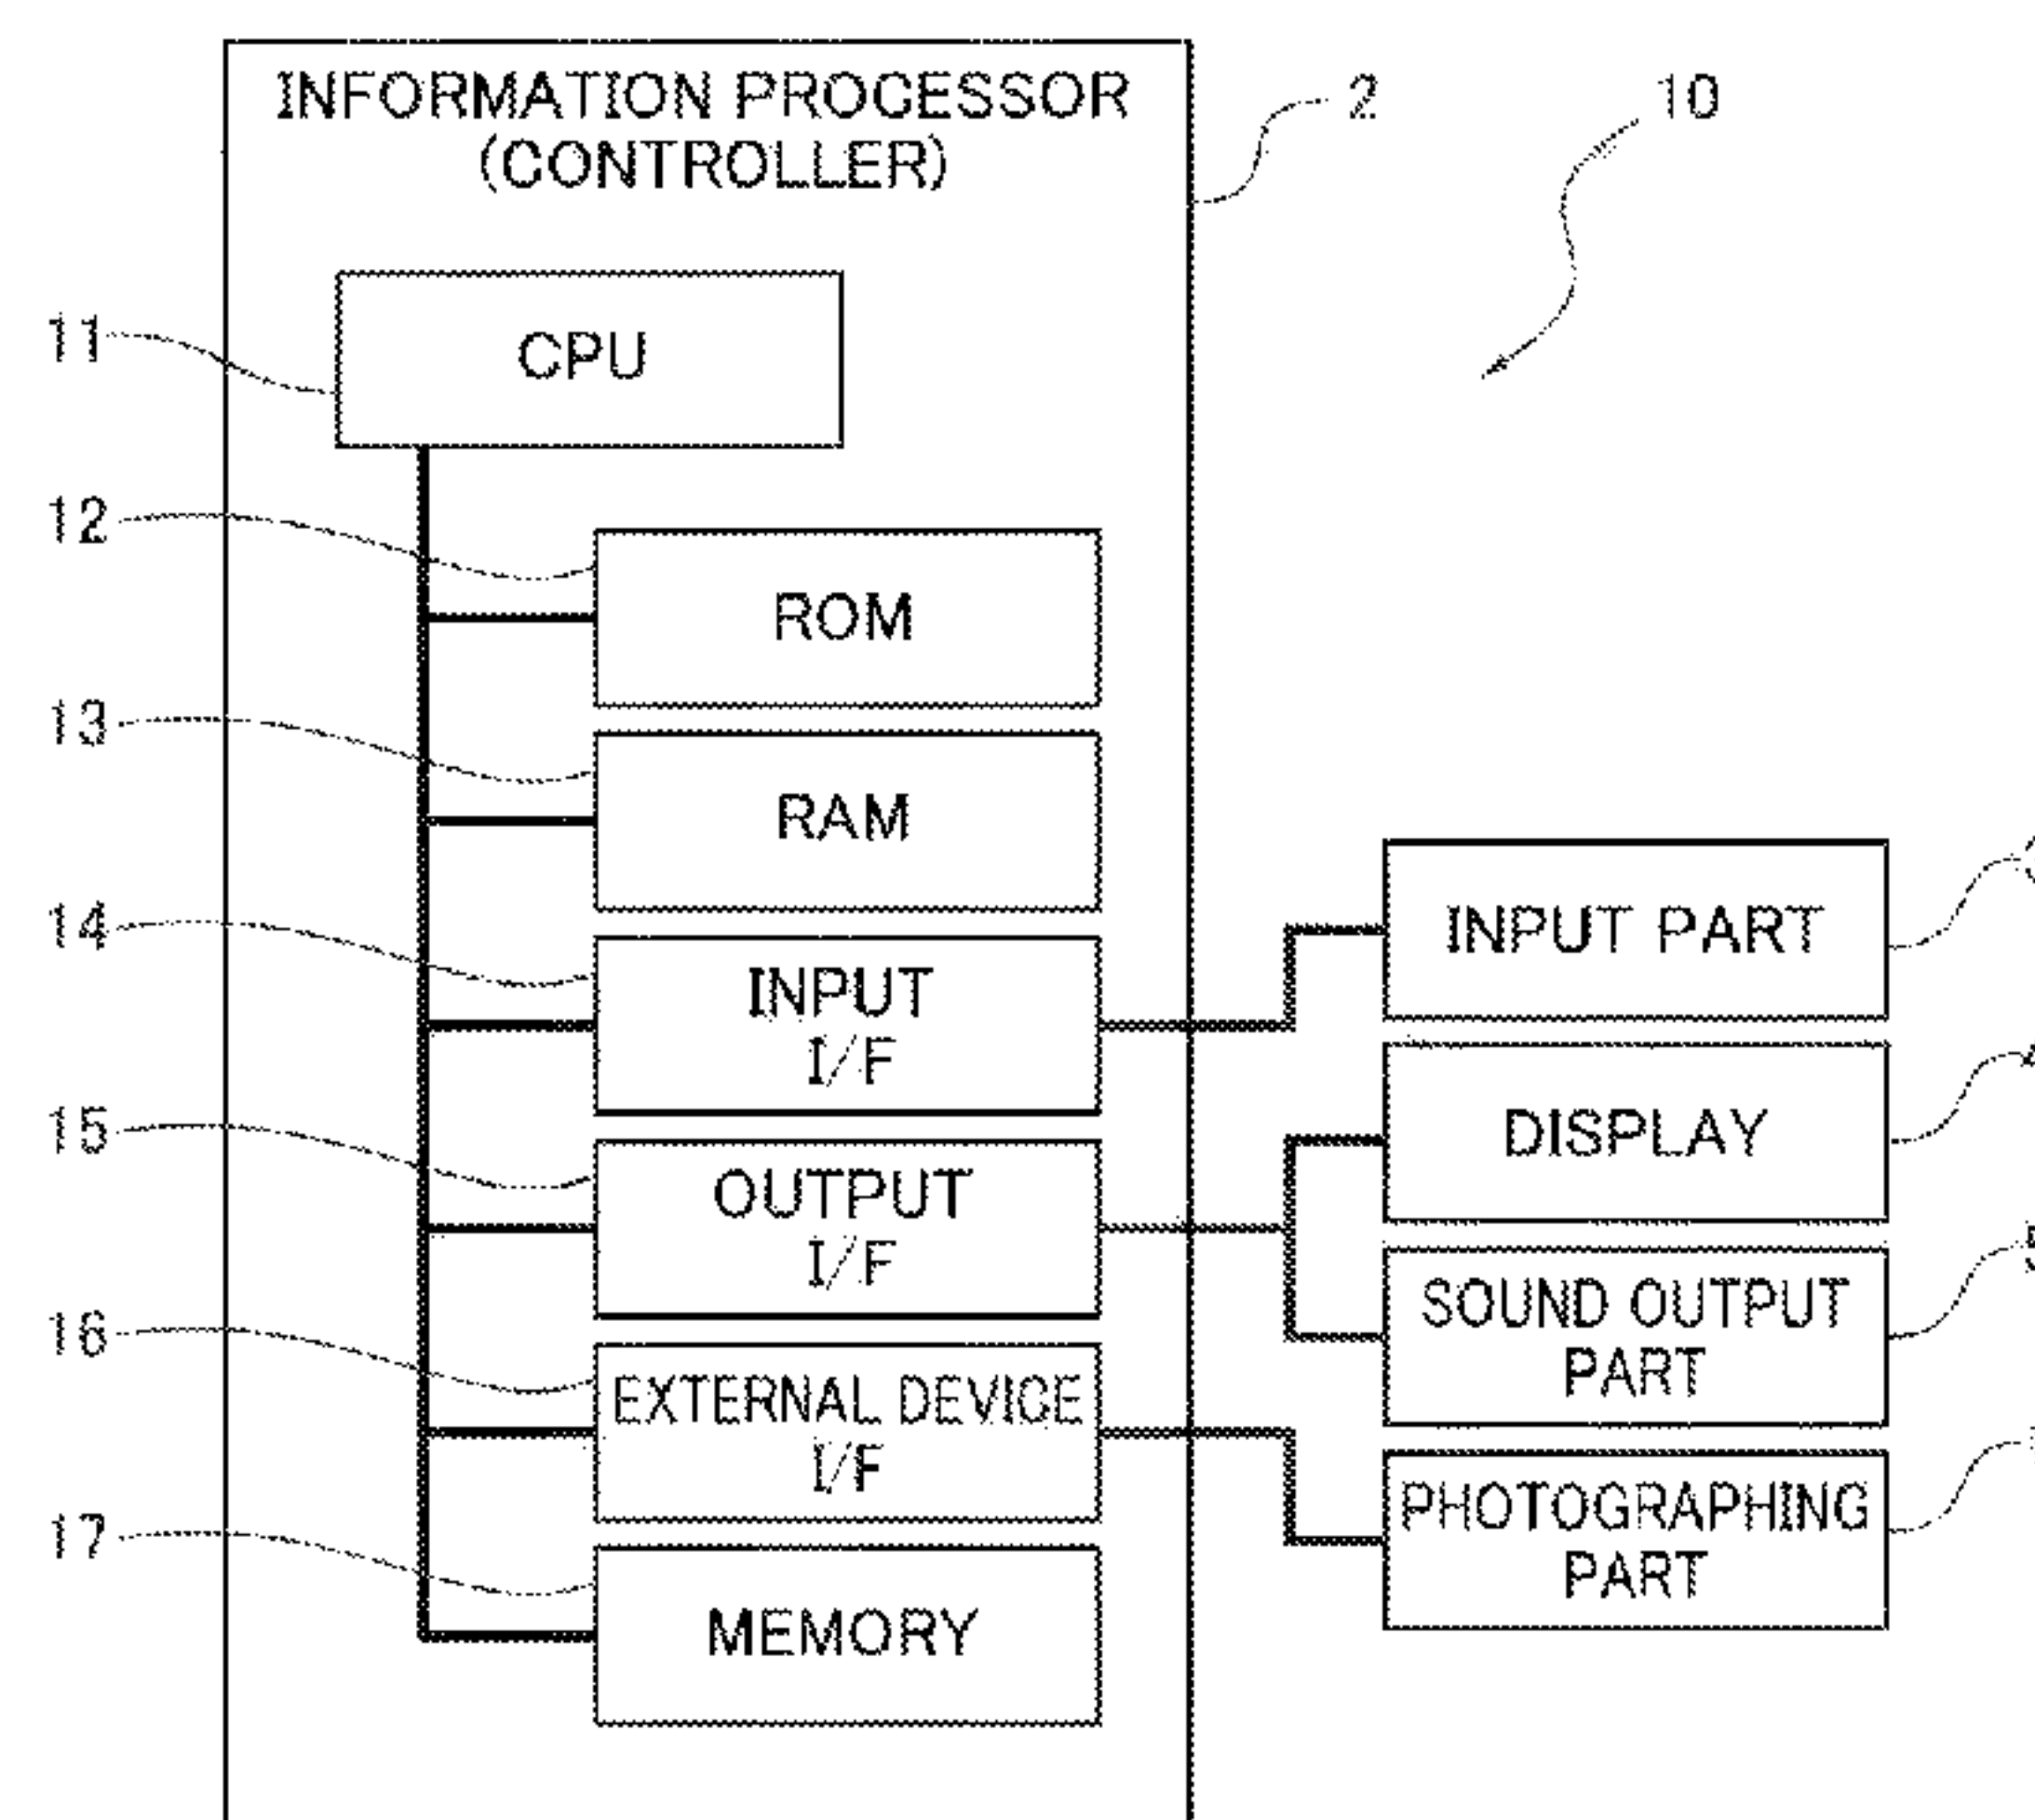 INFORMATION PROCESSOR
(CONTROLLER)
2
10
11
CPU
12
ROM
13
RAM
14
INPUT
I/F
INPUT PART
15
OUTPUT
I/F
DISPLAY
SOUND OUTPUT
PART
16
EXTERNAL DEVICE
I/F
PHOTOGRAPHING
PART
17
MEMORY